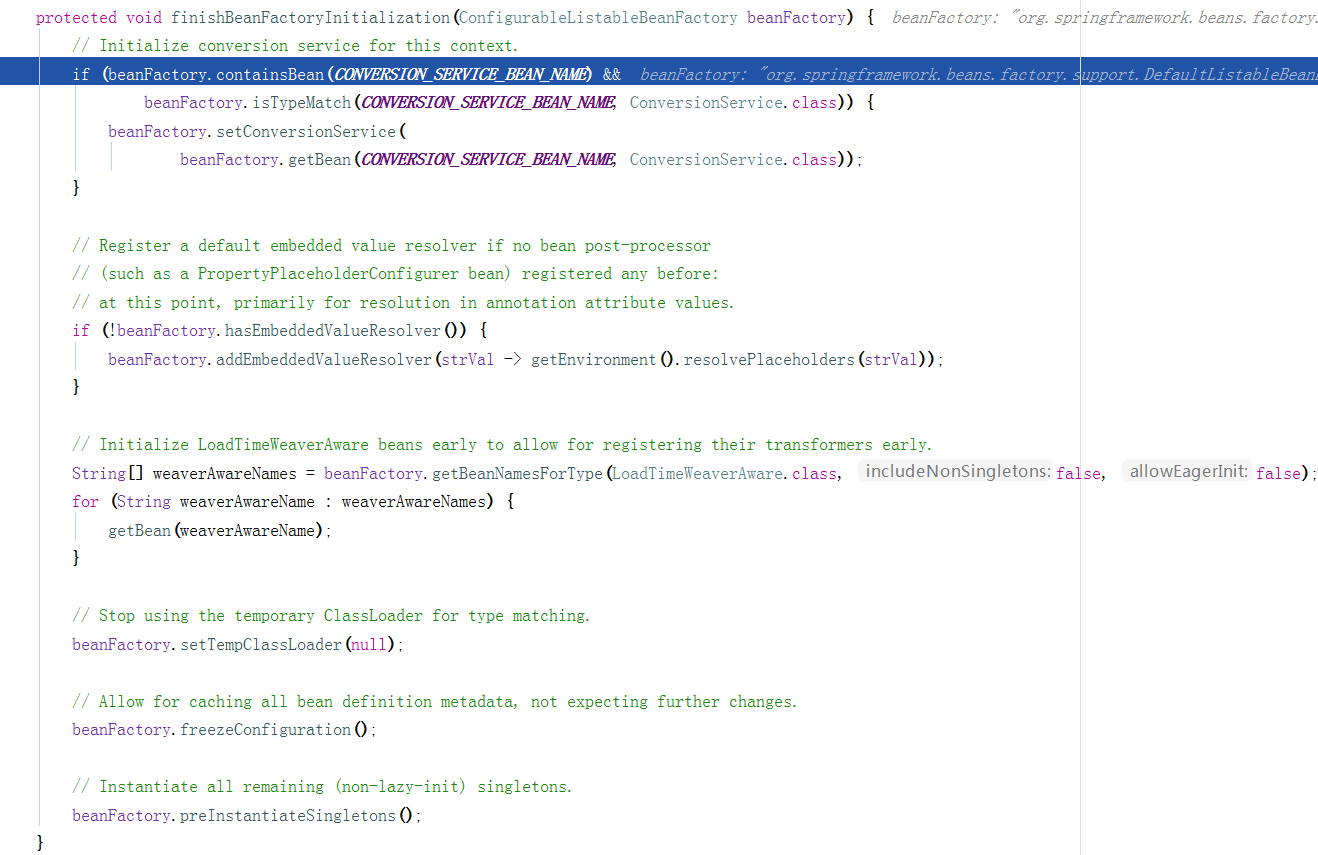 protected void finishBeanFactoryInitialization(ConfigurableListableBeanFactory beanFactory) { beanFactory: "org.springframework.beans.factory.
// Initialize conversion service for this context.
if (beanFactory.containsBean(CONVERSION_SERVICE_BEAN_NAME) && beanFactory: "org.springframework.beans.factory.support.DefaultListableBean
beanFactory.isTypeMatch(CONVERSION_SERVICE_BEAN_NAME, ConversionService.class)) {
beanFactory.setConversionService(
beanFactory.getBean(CONVERSION_SERVICE_BEAN_NAME, ConversionService.class));
}
// Register a default embedded value resolver if no bean post-processor
// (such as a PropertyPlaceholderConfigurer bean) registered any before:
// at this point, primarily for resolution in annotation attribute values.
if (!beanFactory.hasEmbeddedValueResolver()) {
beanFactory.addEmbeddedValueResolver(strVal -> getEnvironment().resolvePlaceholders(strVal));
}
// Initialize LoadTimeWeaverAware beans early to allow for registering their transformers early.
String[] weaverAwareNames = beanFactory.getBeanNamesForType(LoadTimeWeaverAware.class, includeNonSingletons: false, allowEagerInit: false);
for (String weaverAwareName : weaverAwareNames) {
getBean(weaverAwareName);
}
// Stop using the temporary ClassLoader for type matching.
beanFactory.setTempClassLoader(null);
// Allow for caching all bean definition metadata, not expecting further changes.
beanFactory.freezeConfiguration();
// Instantiate all remaining (non-lazy-init) singletons.
beanFactory.preInstantiateSingletons();
}